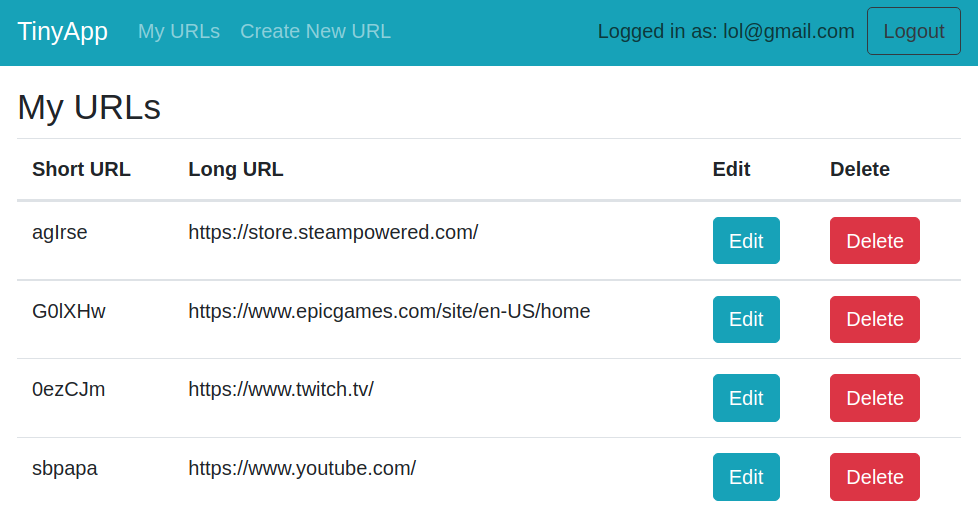 TinyApp My URLs Create New URL Logged in as: lol@gmail.com Logout
My URLs
Short URL Long URL Edit Delete
agIrse https://store.steampowered.com/ Edit Delete
G0lXHw https://www.epicgames.com/site/en-US/home Edit Delete
0ezCJm https://www.twitch.tv/ Edit Delete
sbpapa https://www.youtube.com/ Edit Delete